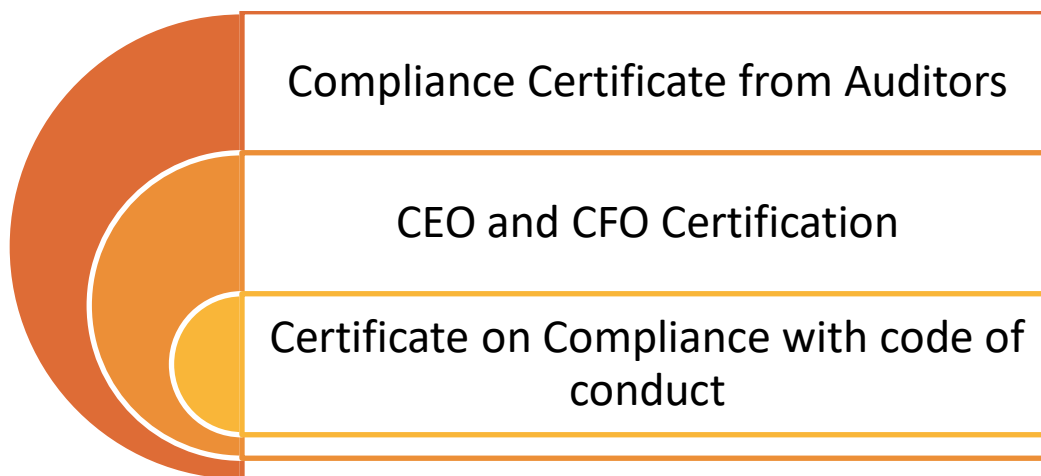 Compliance Certificate from Auditors
CEO and CFO Certification
Certificate on Compliance with code of
conduct